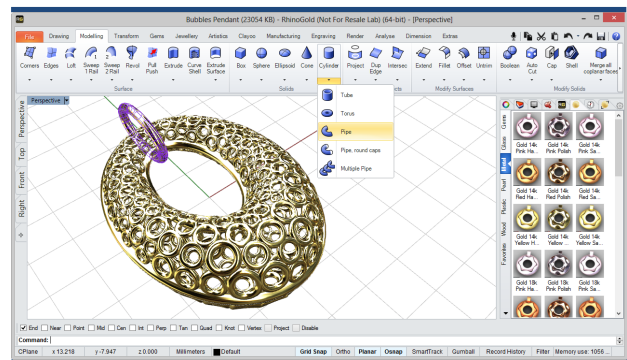 Bubbles Pendant (23054 KB) - RhinoGold (Not For Resale Lab) (64-bit) - [Perspective]
File Drawing Modelling Transform Gems Jewellery Artistics Clayoo Manufacturing Engraving Render Analyse Dimension Extras
Corners Edges Loft Sweep 1 Rail Sweep 2 Rail Revol Pull Push Extrude Curve Shell Extrude Surface Box Sphere Ellipsoid Cone Cylinder Project Dup Edge Intersec Extend Fillet Offset Untrim Boolean Auto Cut Cap Shell Merge all coplanar faces
Surface Solids cts Modify Surfaces Modify Solids
Perspective
Tube
Torus
Pipe
Pipe, round caps
Multiple Pipe
Perspective
Top
Front
Right
Gems
Glass
Metal
Pearl
Plastic
Wood
Favorites
Gold 14k Pink Ha... Gold 14k Pink Polish Gold 14k Pink Sa...
Gold 14k Red Ha... Gold 14k Red Polish Gold 14k Red Sa...
Gold 14k Yellow H... Gold 14k Yellow ... Gold 14k Yellow Sa...
Gold 18k Pink Ha... Gold 18k Pink Polish Gold 18k Pink Sa...
End Near Point Mid Cen Int Perp Tan Quad Knot Vertex Project Disable
Command:
CPlane x 13.218 y -7.947 z 0.000 Millimeters Default Grid Snap Ortho Planar Osnap SmartTrack Gumball Record History Filter Memory use: 1056 ...